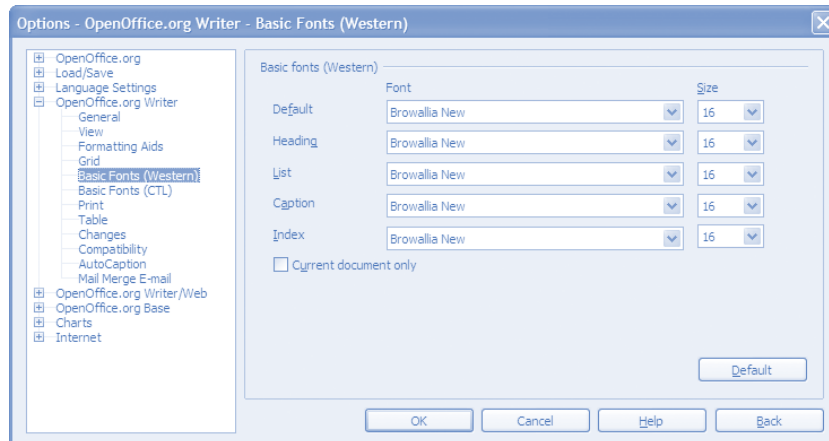 Options - OpenOffice.org Writer - Basic Fonts (Western)
OpenOffice.org
Load/Save
Language Settings
OpenOffice.org Writer
General
View
Formatting Aids
Grid
Basic Fonts (Western)
Basic Fonts (CTL)
Print
Table
Changes
Compatibility
AutoCaption
Mail Merge E-mail
OpenOffice.org Writer/Web
OpenOffice.org Base
Charts
Internet
Basic fonts (Western)
Font Size
Default Browallia New 16
Heading Browallia New 16
List Browallia New 16
Caption Browallia New 16
Index Browallia New 16
Current document only
Default
OK Cancel Help Back